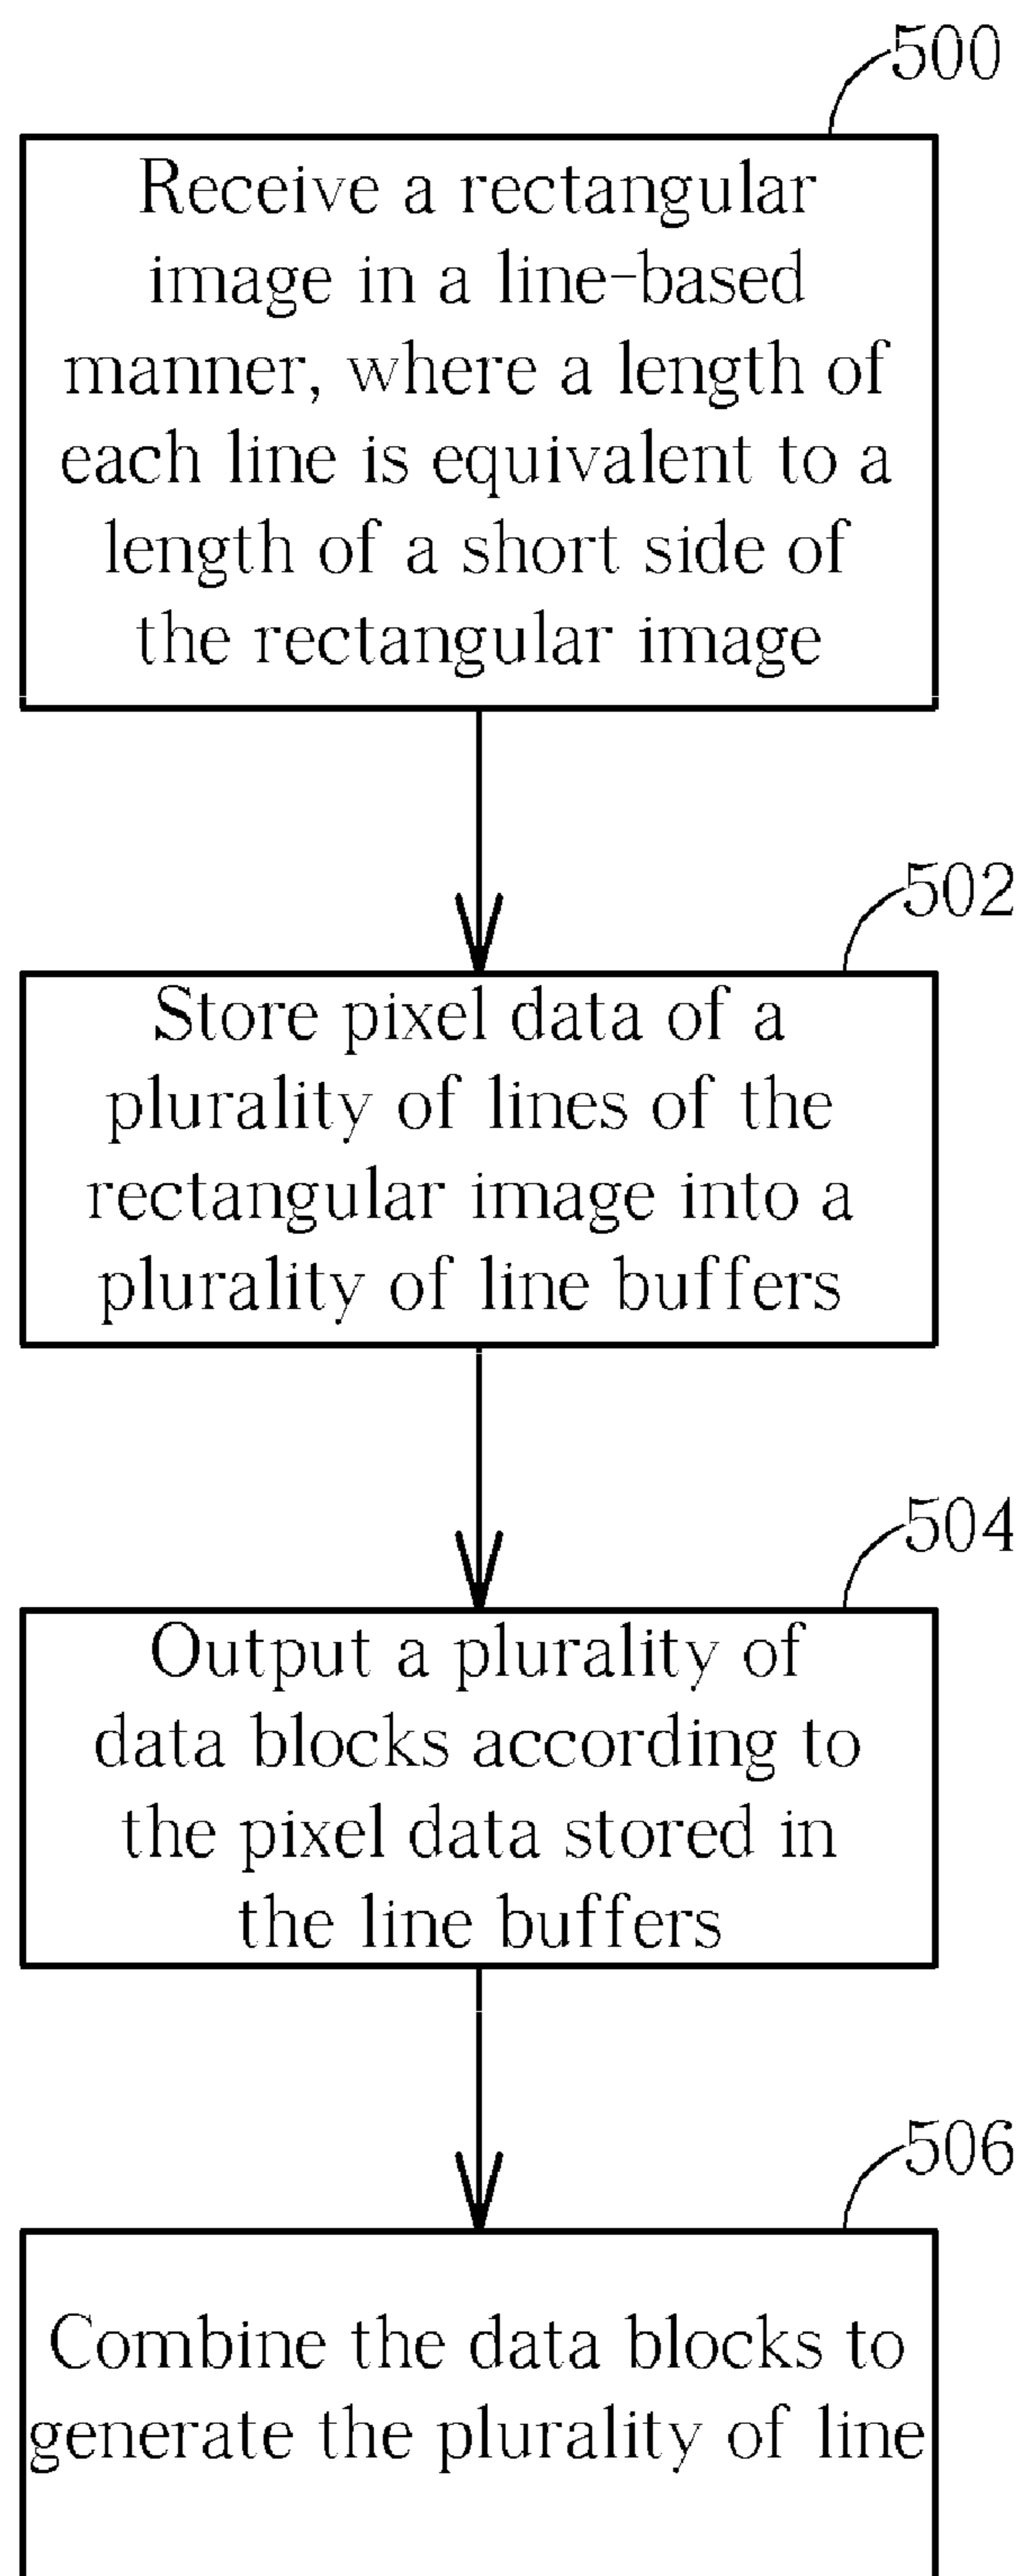 500
Receive a rectangular
image in a line-based
manner, where a length of
each line is equivalent to a
length of a short side of
the rectangular image
502
Store pixel data of a
plurality of lines of the
rectangular image into a
plurality of line buffers
504
Output a plurality of
data blocks according to
the pixel data stored in
the line buffers
506
Combine the data blocks to
generate the plurality of line